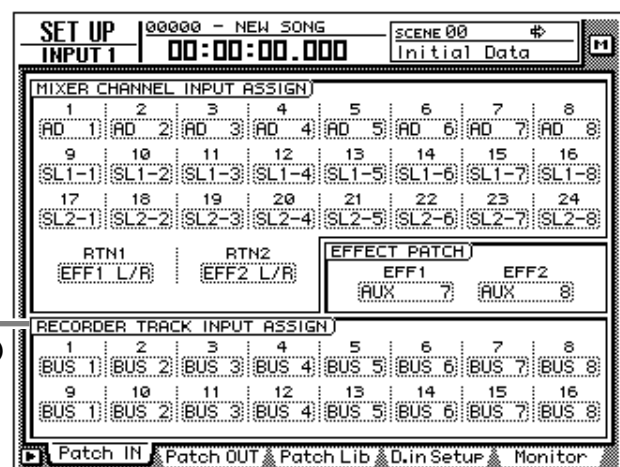 SET UP 00000 - NEW SONG SCENE 00
INPUT 1 00:00:00.000 Initial Data M
MIXER CHANNEL INPUT ASSIGN
1 2 3 4 5 6 7 8
AD 1 AD 2 AD 3 AD 4 AD 5 AD 6 AD 7 AD 8
9 10 11 12 13 14 15 16
SL1-1 SL1-2 SL1-3 SL1-4 SL1-5 SL1-6 SL1-7 SL1-8
17 18 19 20 21 22 23 24
SL2-1 SL2-2 SL2-3 SL2-4 SL2-5 SL2-6 SL2-7 SL2-8
RTN1 RTN2
EFF1 L/R EFF2 L/R
EFFECT PATCH
EFF1 EFF2
AUX 7 AUX 8
RECORDER TRACK INPUT ASSIGN
1 2 3 4 5 6 7 8
BUS 1 BUS 2 BUS 3 BUS 4 BUS 5 BUS 6 BUS 7 BUS 8
9 10 11 12 13 14 15 16
BUS 1 BUS 2 BUS 3 BUS 4 BUS 5 BUS 6 BUS 7 BUS 8
Patch IN Patch OUT Patch Lib D.in Setup Monitor